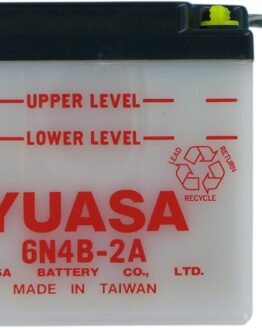 UPPER LEVEL
LOWER LEVEL
LEAD
RETURN
RECYCLE
YUASA
6N4B-2A
SA BATTERY CO., LTD.
MADE IN TAIWAN